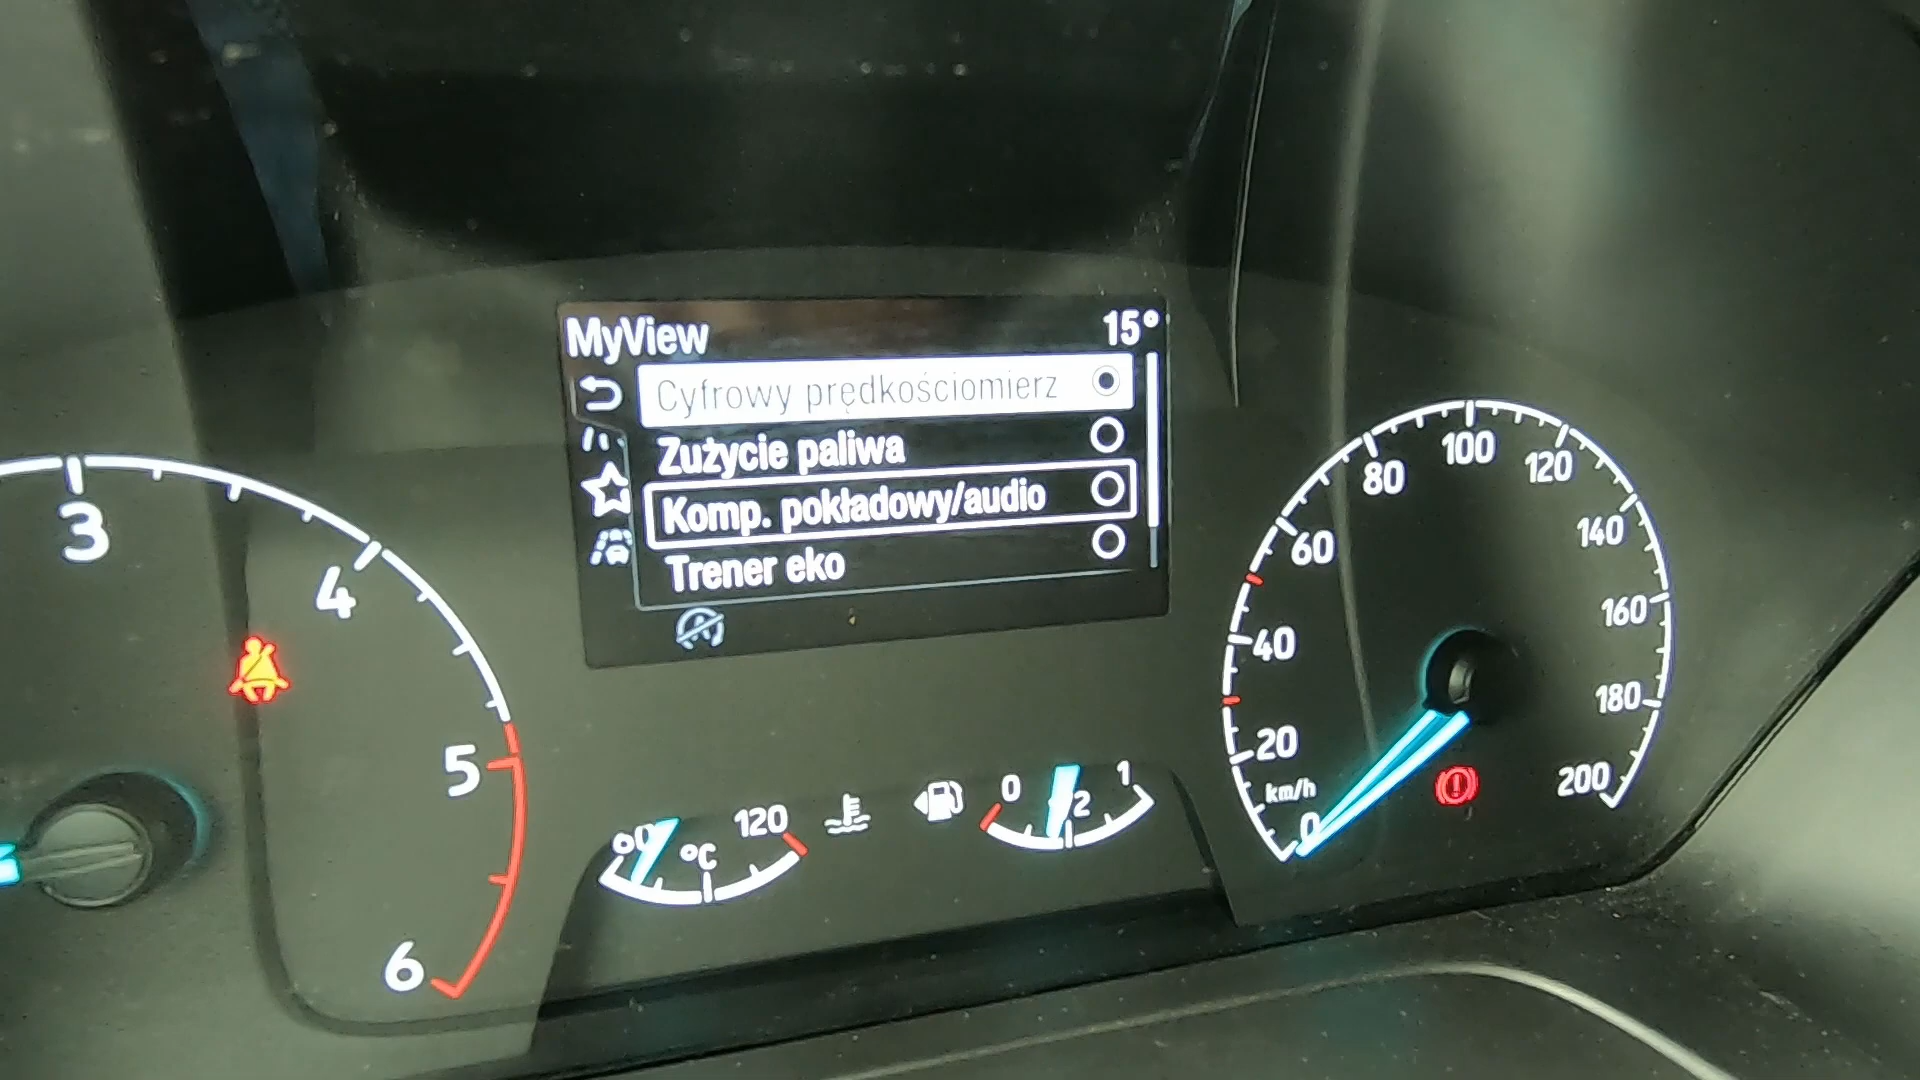 MyView 15°
Cyfrowy prędkościomierz
Zużycie paliwa
Komp. pokładowy/audio
Trener eko
3
4
5
6
120
°C
0
2
1
0
20
40
60
80
100
120
140
160
180
200
km/h